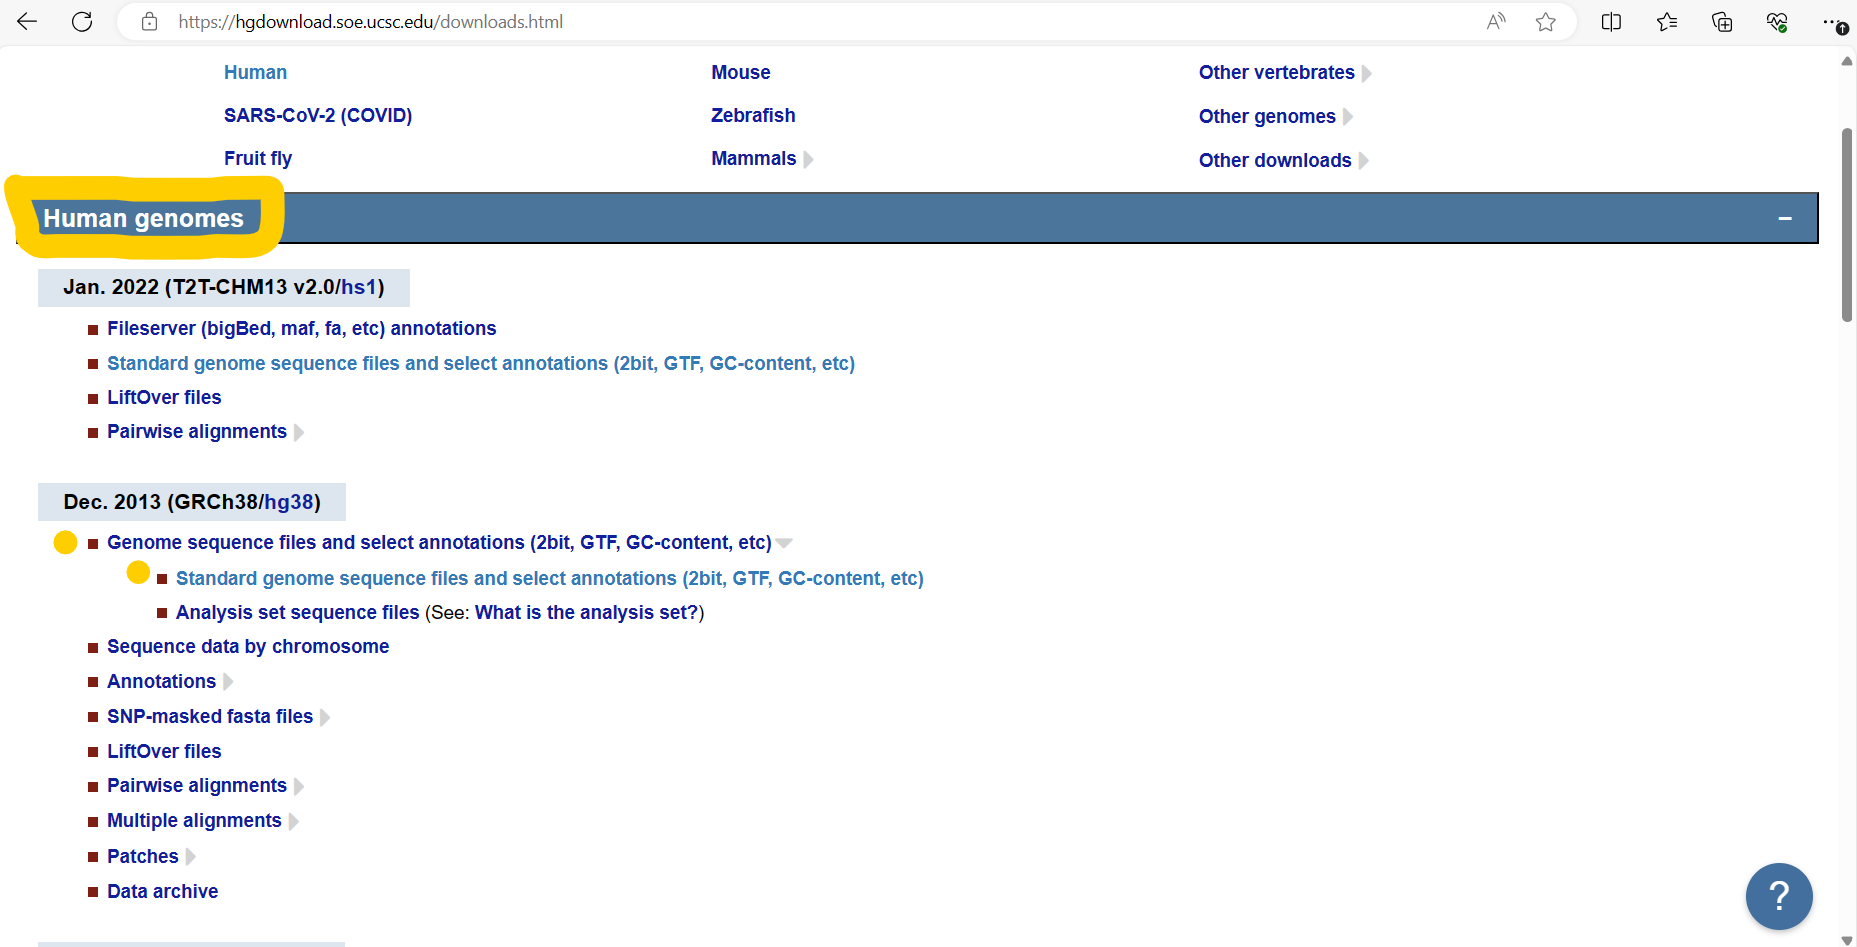 https://hgdownload.soe.ucsc.edu/downloads.html
Human Mouse Other vertebrates
SARS-CoV-2 (COVID) Zebrafish Other genomes
Fruit fly Mammals Other downloads
Human genomes
Jan. 2022 (T2T-CHM13 v2.0/hs1)
Fileserver (bigBed, maf, fa, etc) annotations
Standard genome sequence files and select annotations (2bit, GTF, GC-content, etc)
LiftOver files
Pairwise alignments
Dec. 2013 (GRCh38/hg38)
Genome sequence files and select annotations (2bit, GTF, GC-content, etc)
Standard genome sequence files and select annotations (2bit, GTF, GC-content, etc)
Analysis set sequence files (See: What is the analysis set?)
Sequence data by chromosome
Annotations
SNP-masked fasta files
LiftOver files
Pairwise alignments
Multiple alignments
Patches
Data archive
?